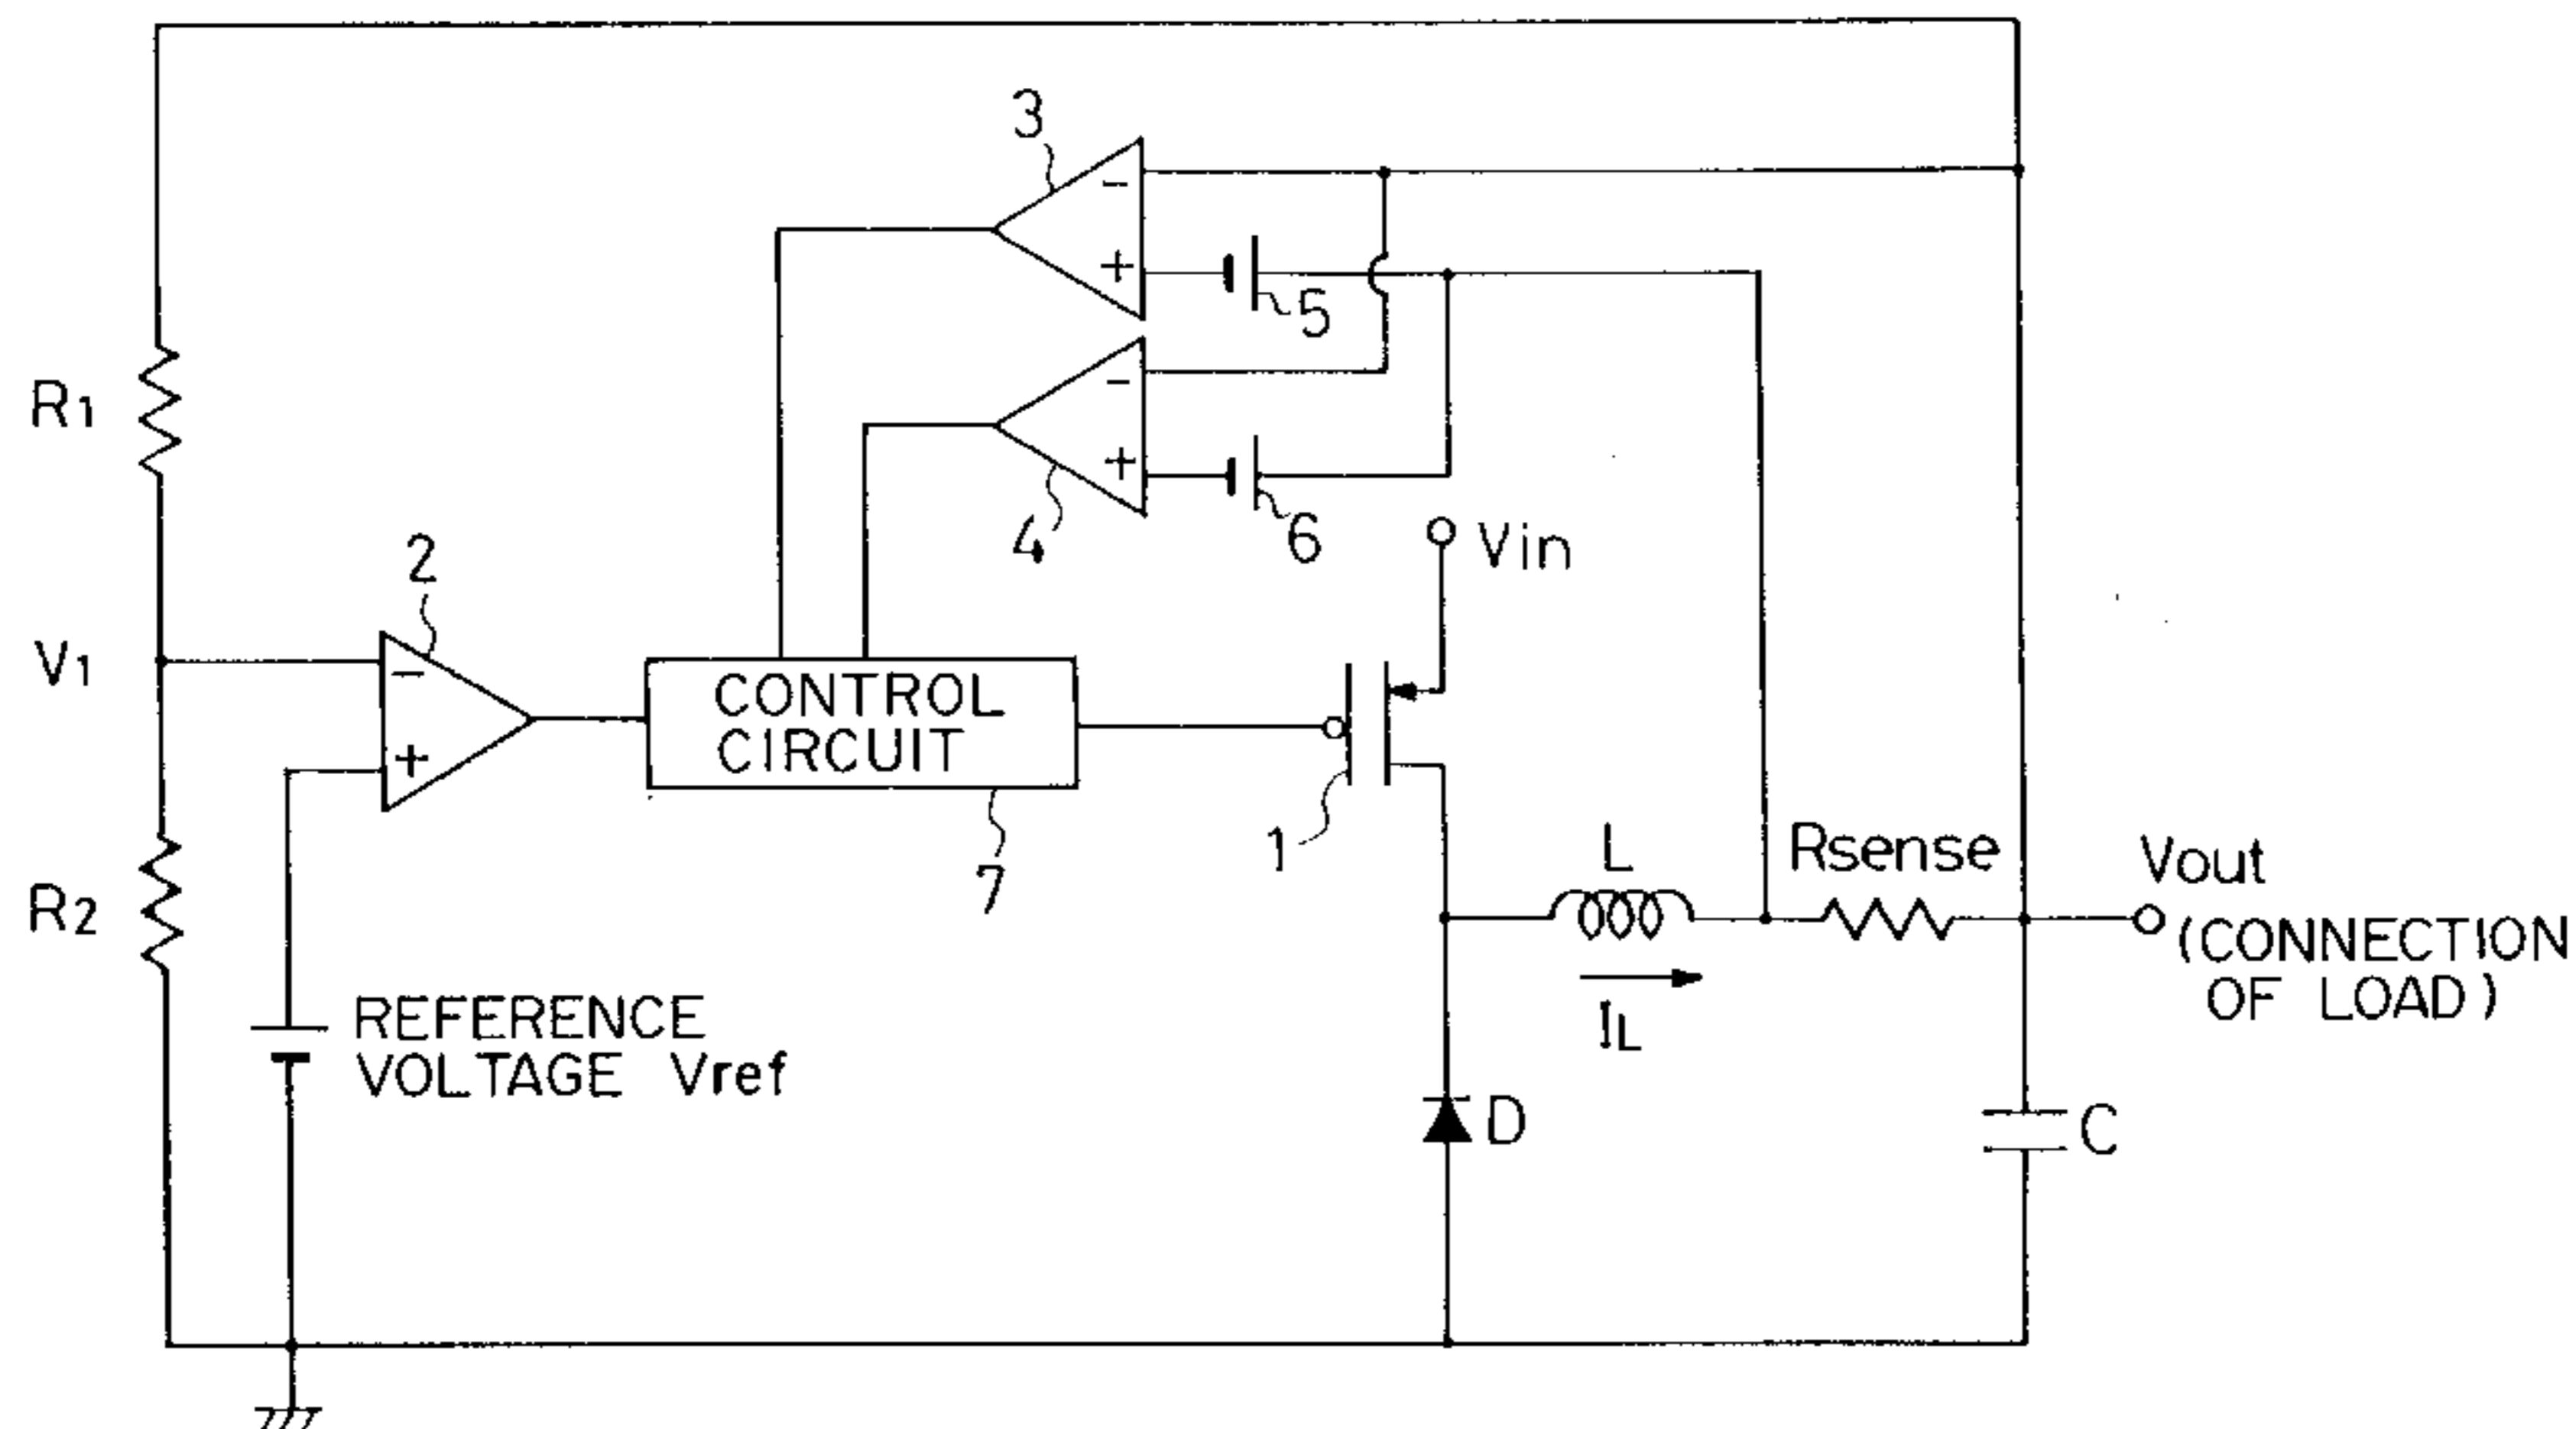 3
-
+
5
R1
-
+
4
6
Vin
2
V1
-
+
CONTROL
CIRCUIT
1
7
L
Rsense
Vout
(CONNECTION
OF LOAD)
R2
IL
REFERENCE
VOLTAGE Vref
D
C